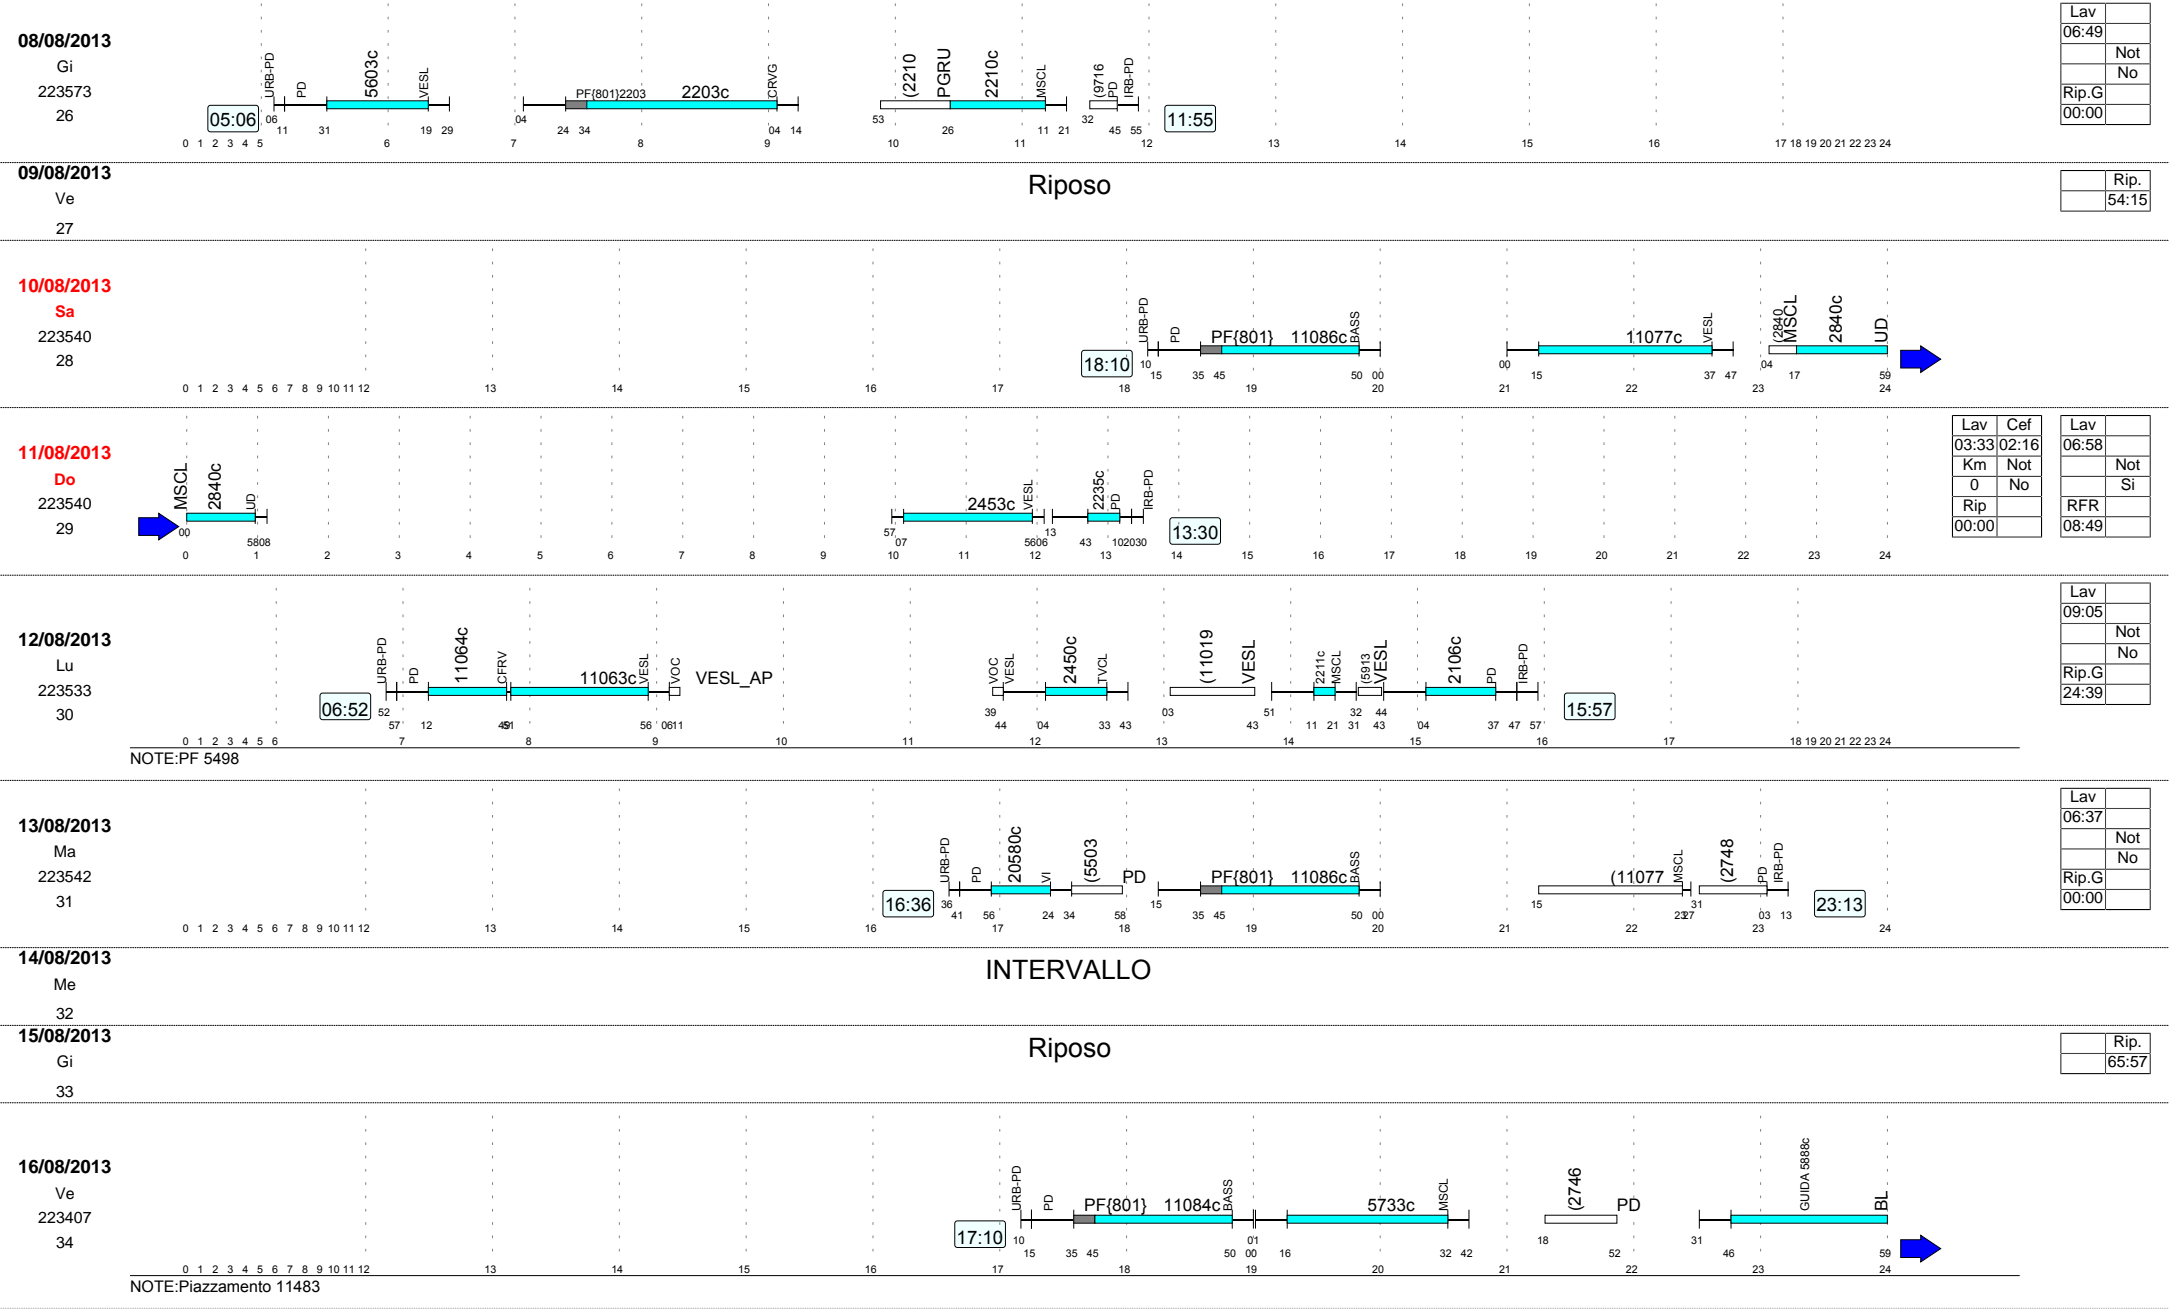 08/08/2013
Gi
223573
26
05:06
URB-PD PD 5603c VESL PF{801}2203 2203c CRVG (2210 PGRU 2210c MSCL (9716 PD IRB-PD
06 11 31 19 29 04 24 34 04 14 53 26 11 21 32 45 55
11:55
0 1 2 3 4 5 6 7 8 9 10 11 12 13 14 15 16 17 18 19 20 21 22 23 24
Lav
06:49
Not
No
Rip.G
00:00
09/08/2013
Ve
27
Riposo
Rip.
54:15
10/08/2013
Sa
223540
28
18:10
URB-PD PD PF{801} 11086c BASS 11077c VESL (2840 MSCL 2840c UD
10 15 35 45 50 00 00 15 37 47 04 17 59
0 1 2 3 4 5 6 7 8 9 10 11 12 13 14 15 16 17 18 19 20 21 22 23 24
11/08/2013
Do
223540
29
MSCL 2840c UD 2453c VESL 2235c PD IRB-PD
00 5808 57 07 5606 13 43 102030
13:30
0 1 2 3 4 5 6 7 8 9 10 11 12 13 14 15 16 17 18 19 20 21 22 23 24
Lav Cef
03:33 02:16
Km Not
0 No
Rip
00:00
Lav
06:58
Not
Si
RFR
08:49
12/08/2013
Lu
223533
30
06:52
URB-PD PD 11064c CFRV 11063c VESL VOC VESL_AP VOC VESL 2450c TVCL (11019 VESL 2211c MSCL (5913 VESL 2106c PD IRB-PD
52 57 12 49 51 56 0611 39 44 04 33 43 03 43 51 11 21 31 32 43 44 04 37 47 57
15:57
0 1 2 3 4 5 6 7 8 9 10 11 12 13 14 15 16 17 18 19 20 21 22 23 24
NOTE:PF 5498
Lav
09:05
Not
No
Rip.G
24:39
13/08/2013
Ma
223542
31
16:36
URB-PD PD 20580c VI (5503 PD PF{801} 11086c BASS (11077 MSCL (2748 PD IRB-PD
36 41 56 24 34 58 15 35 45 50 00 15 23 27 31 03 13
23:13
0 1 2 3 4 5 6 7 8 9 10 11 12 13 14 15 16 17 18 19 20 21 22 23 24
Lav
06:37
Not
No
Rip.G
00:00
14/08/2013
Me
32
INTERVALLO
15/08/2013
Gi
33
Riposo
Rip.
65:57
16/08/2013
Ve
223407
34
17:10
URB-PD PD PF{801} 11084c BASS 5733c MSCL (2746 PD GUIDA 5888c BL
10 15 35 45 50 00 01 16 32 42 18 52 31 46 59
0 1 2 3 4 5 6 7 8 9 10 11 12 13 14 15 16 17 18 19 20 21 22 23 24
NOTE:Piazzamento 11483